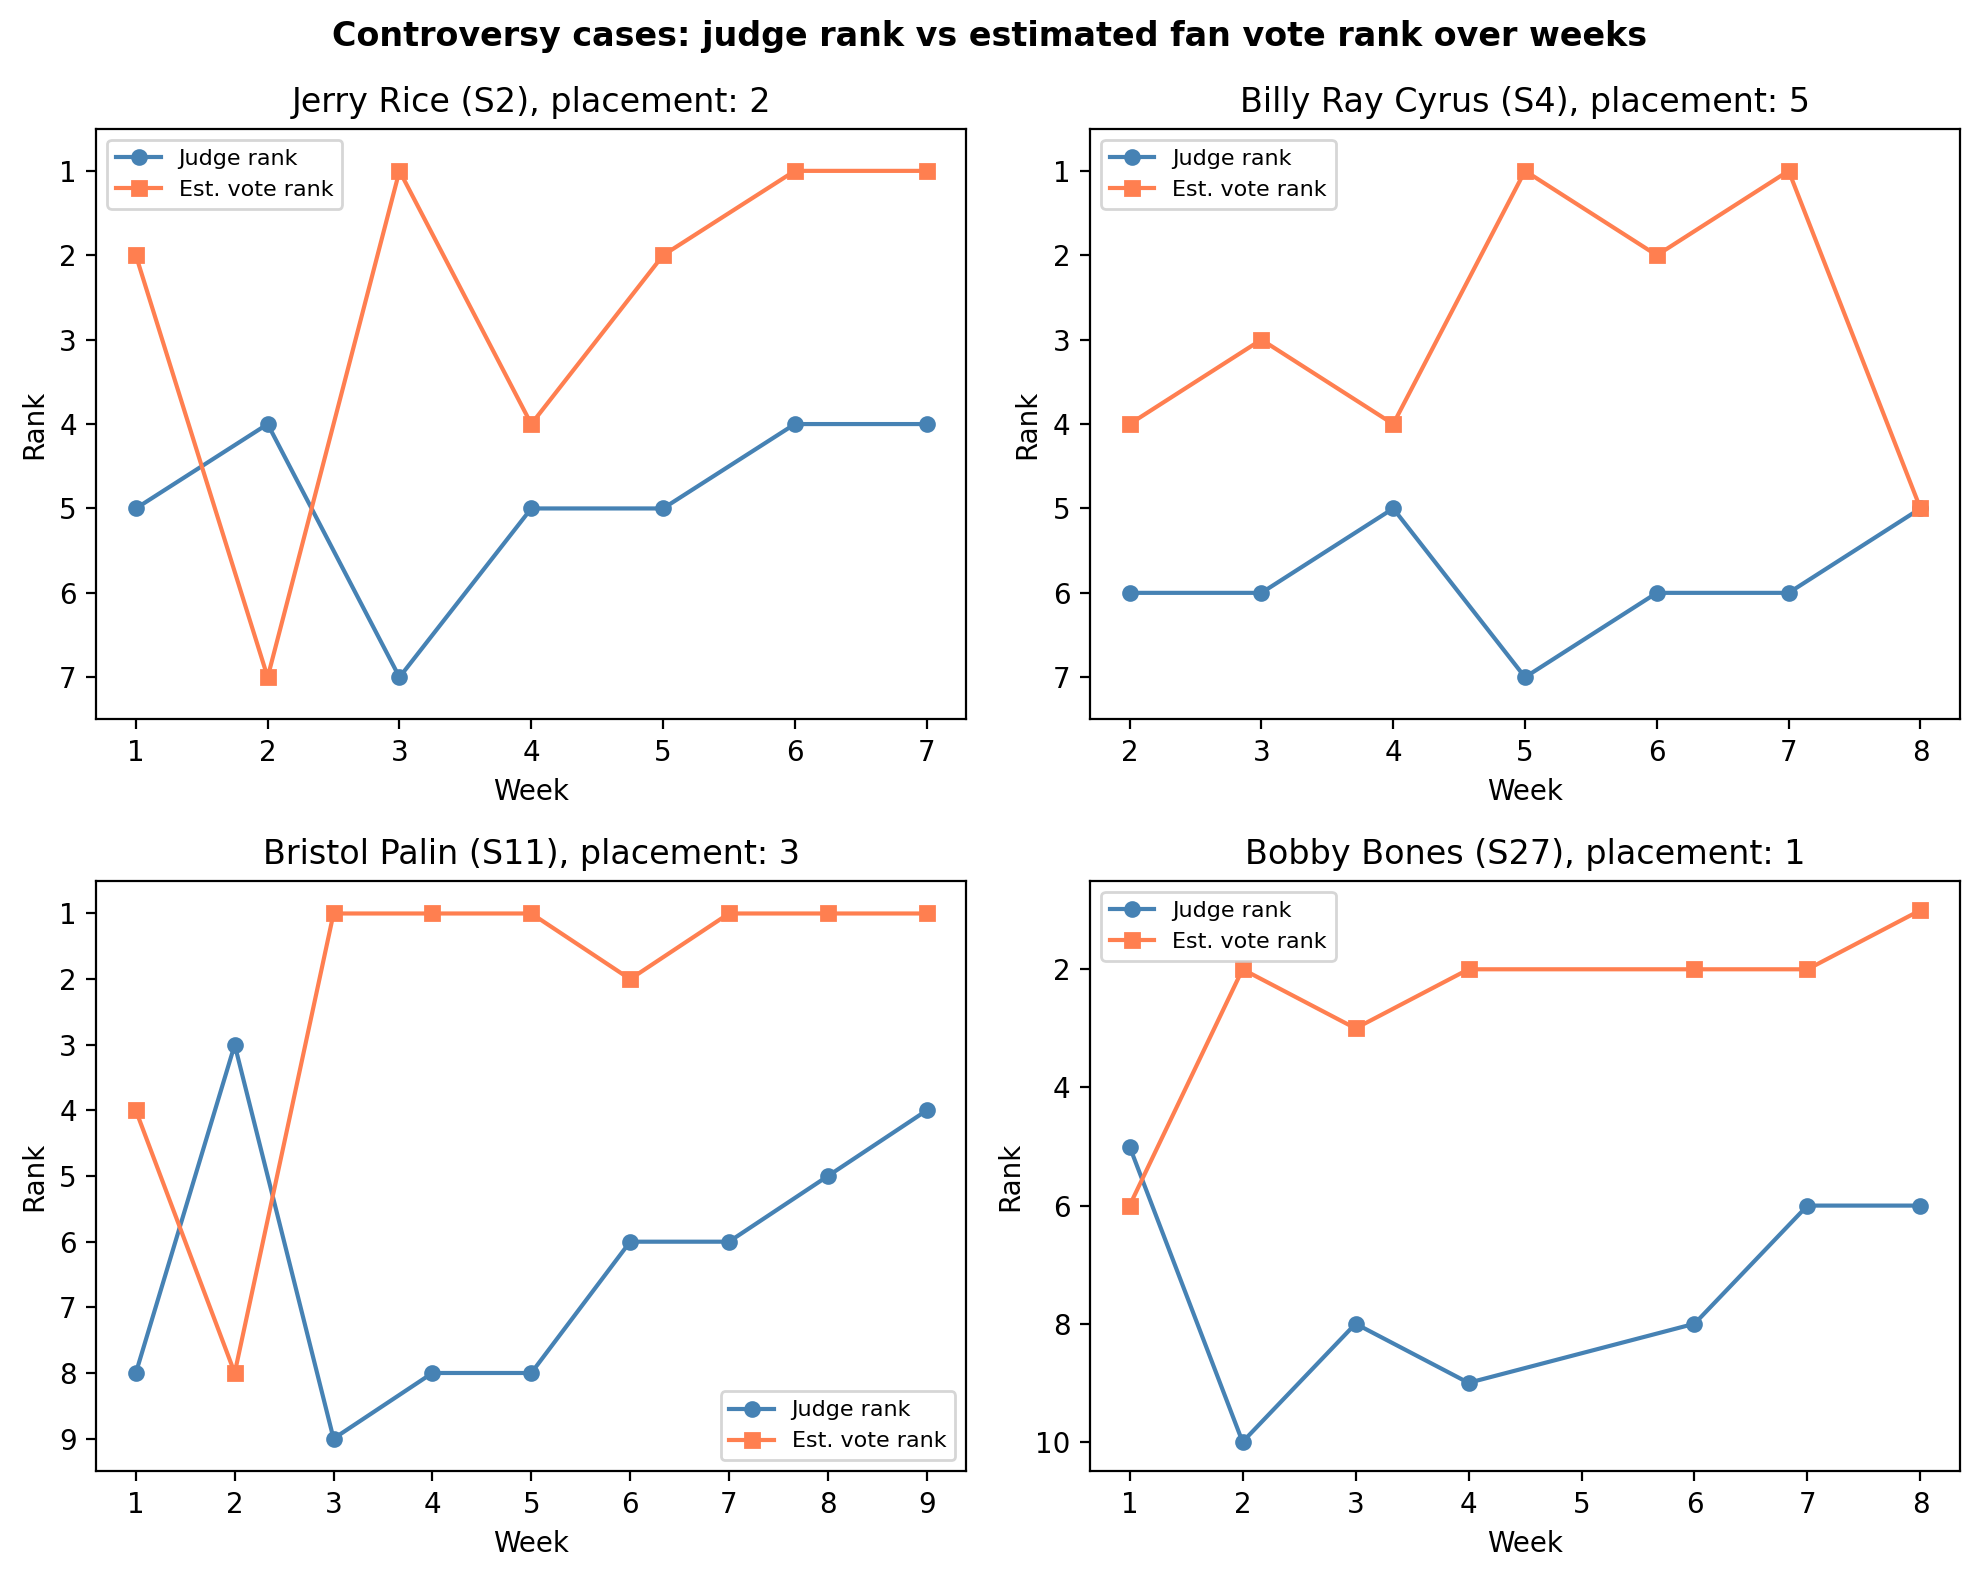 Controversy cases: judge rank vs estimated fan vote rank over weeks
Jerry Rice (S2), placement: 2
Judge rank
Est. vote rank
1
2
3
4
5
6
7
Rank
1 2 3 4 5 6 7
Week
Billy Ray Cyrus (S4), placement: 5
Judge rank
Est. vote rank
1
2
3
4
5
6
7
Rank
2 3 4 5 6 7 8
Week
Bristol Palin (S11), placement: 3
1
2
3
4
5
6
7
8
9
Rank
Judge rank
Est. vote rank
1 2 3 4 5 6 7 8 9
Week
Bobby Bones (S27), placement: 1
Judge rank
Est. vote rank
2
4
6
8
10
Rank
1 2 3 4 5 6 7 8
Week